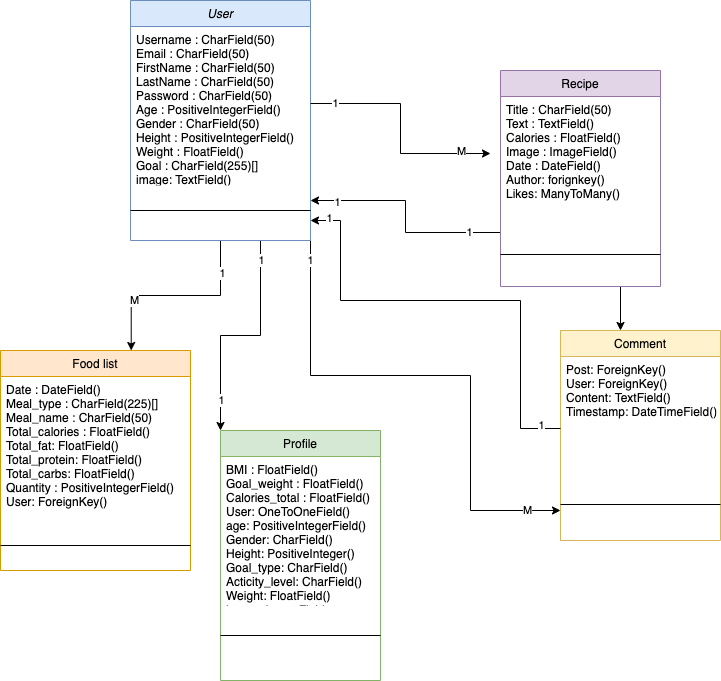 User
Username : CharField(50)
Email : CharField(50)
FirstName : CharField(50)
LastName : CharField(50)
Password : CharField(50)
Age : PositiveIntegerField()
Gender : CharField(50)
Height : PositiveIntegerField()
Weight : FloatField()
Goal : CharField(255)[]
image: TextField()
Recipe
Title : CharField(50)
Text : TextField()
Calories : FloatField()
Image : ImageField()
Date : DateField()
Author: forignkey()
Likes: ManyToMany()
1
M
1
1
1
1
1
1
M
1
1
M
Food list
Date : DateField()
Meal_type : CharField(225)[]
Meal_name : CharField(50)
Total_calories : FloatField()
Total_fat: FloatField()
Total_protein: FloatField()
Total_carbs: FloatField()
Quantity : PositiveIntegerField()
User: ForeignKey()
Profile
BMI : FloatField()
Goal_weight : FloatField()
Calories_total : FloatField()
User: OneToOneField()
age: PositiveIntegerField()
Gender: CharField()
Height: PositiveInteger()
Goal_type: CharField()
Acticity_level: CharField()
Weight: FloatField()
Comment
Post: ForeignKey()
User: ForeignKey()
Content: TextField()
Timestamp: DateTimeField()